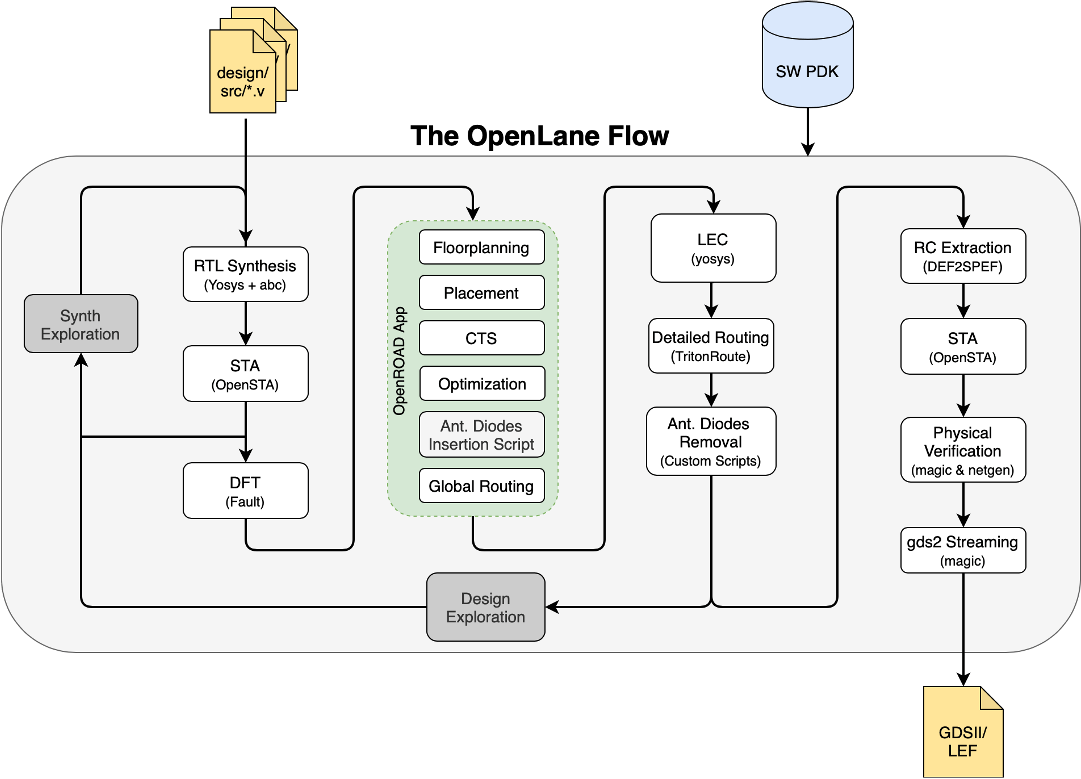 design/
src/*.v
/
/
SW PDK
The OpenLane Flow
Synth
Exploration
RTL Synthesis
(Yosys + abc)
STA
(OpenSTA)
DFT
(Fault)
OpenROAD App
Floorplanning
Placement
CTS
Optimization
Ant. Diodes
Insertion Script
Global Routing
Design
Exploration
LEC
(yosys)
Detailed Routing
(TritonRoute)
Ant. Diodes
Removal
(Custom Scripts)
RC Extraction
(DEF2SPEF)
STA
(OpenSTA)
Physical
Verification
(magic & netgen)
gds2 Streaming
(magic)
GDSII/
LEF